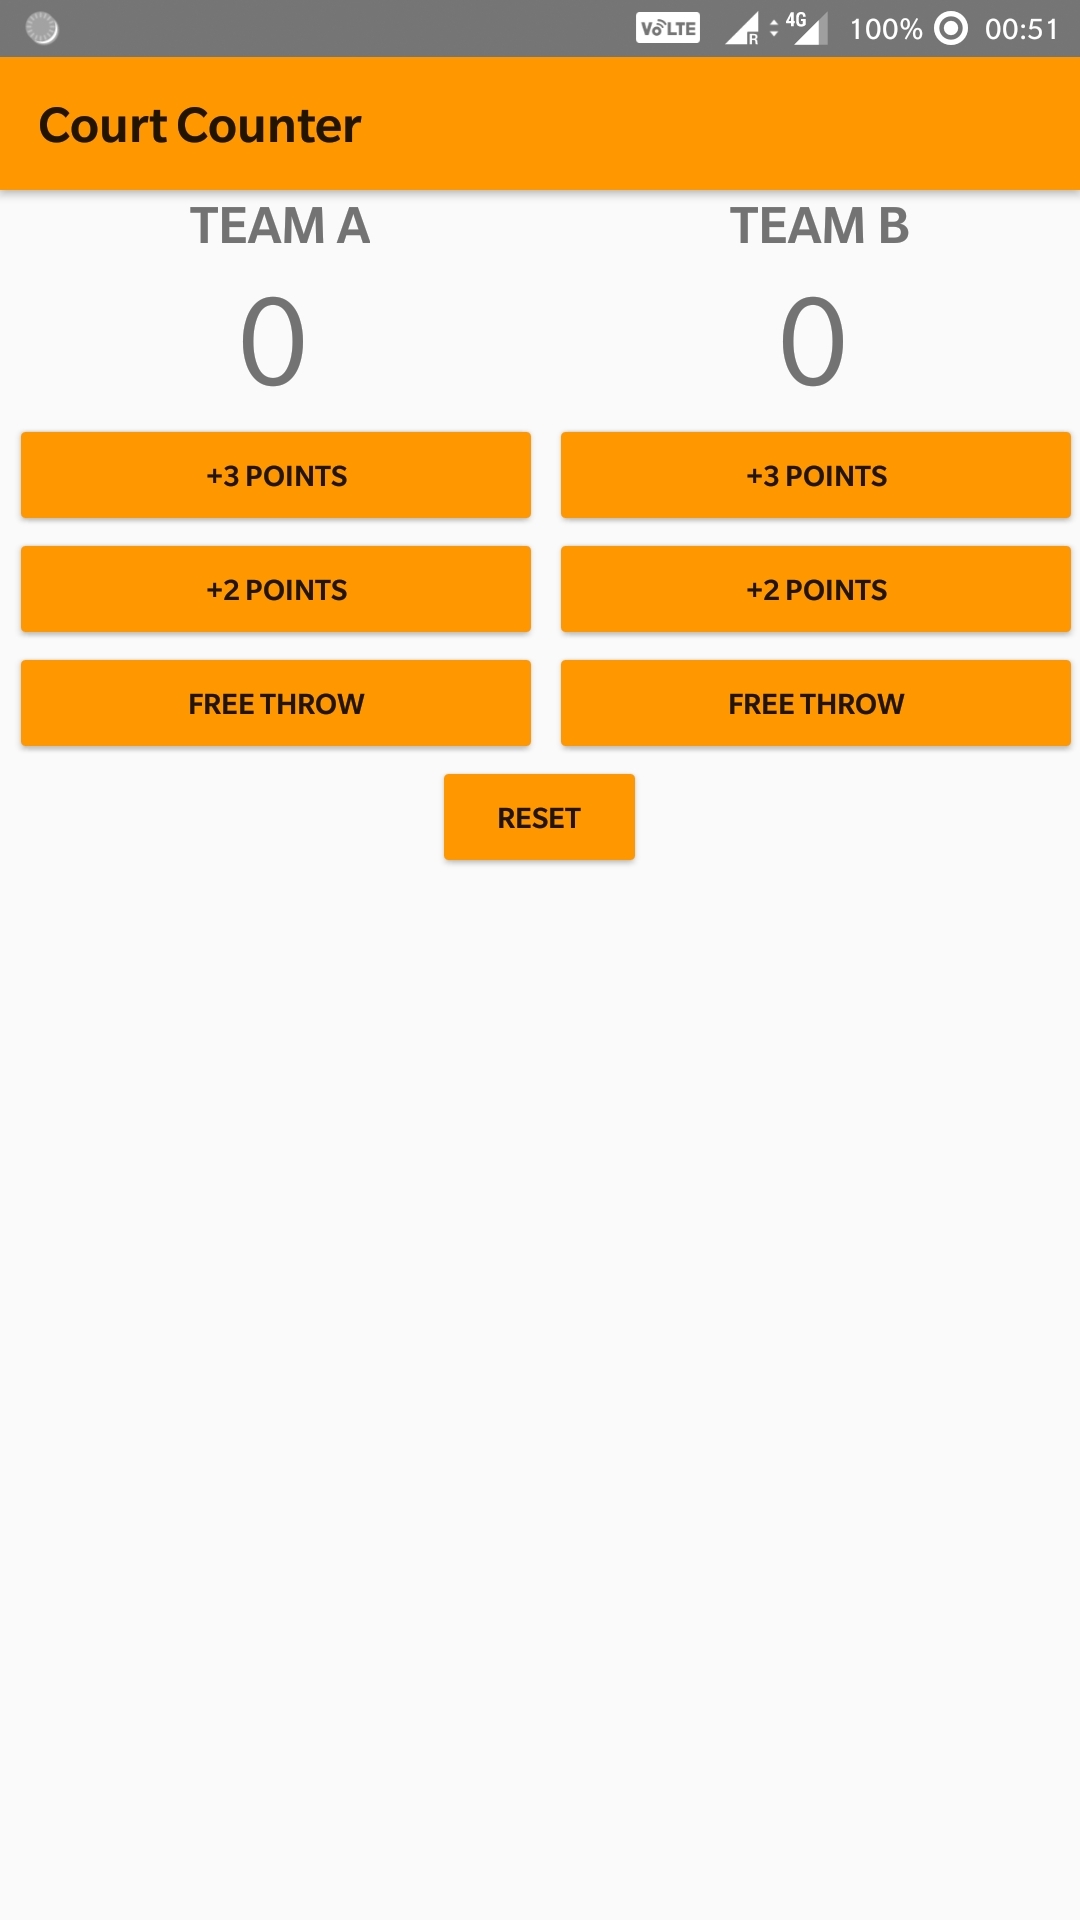 VoLTE R 4G 100% 00:51
Court Counter
TEAM A TEAM B
0 0
+3 POINTS +3 POINTS
+2 POINTS +2 POINTS
FREE THROW FREE THROW
RESET